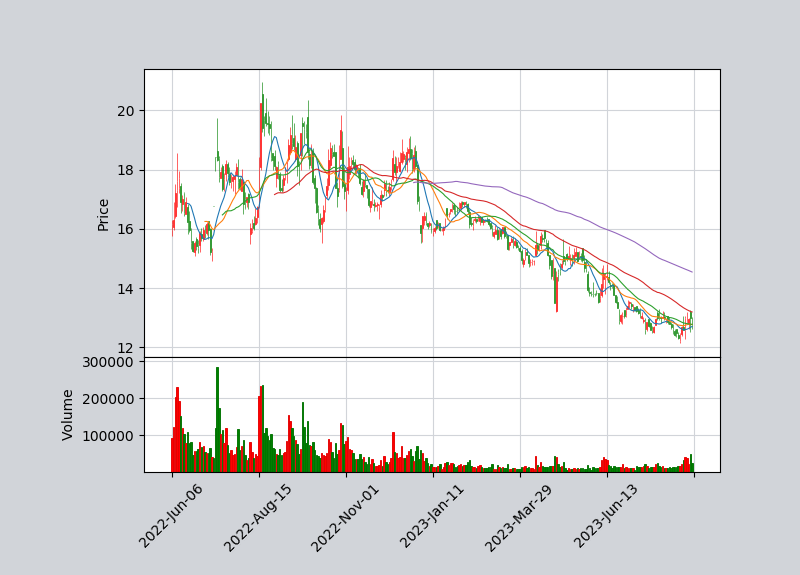 Price
20
18
16
14
12
Volume
300000
200000
100000
2022-Jun-06
2022-Aug-15
2022-Nov-01
2023-Jan-11
2023-Mar-29
2023-Jun-13